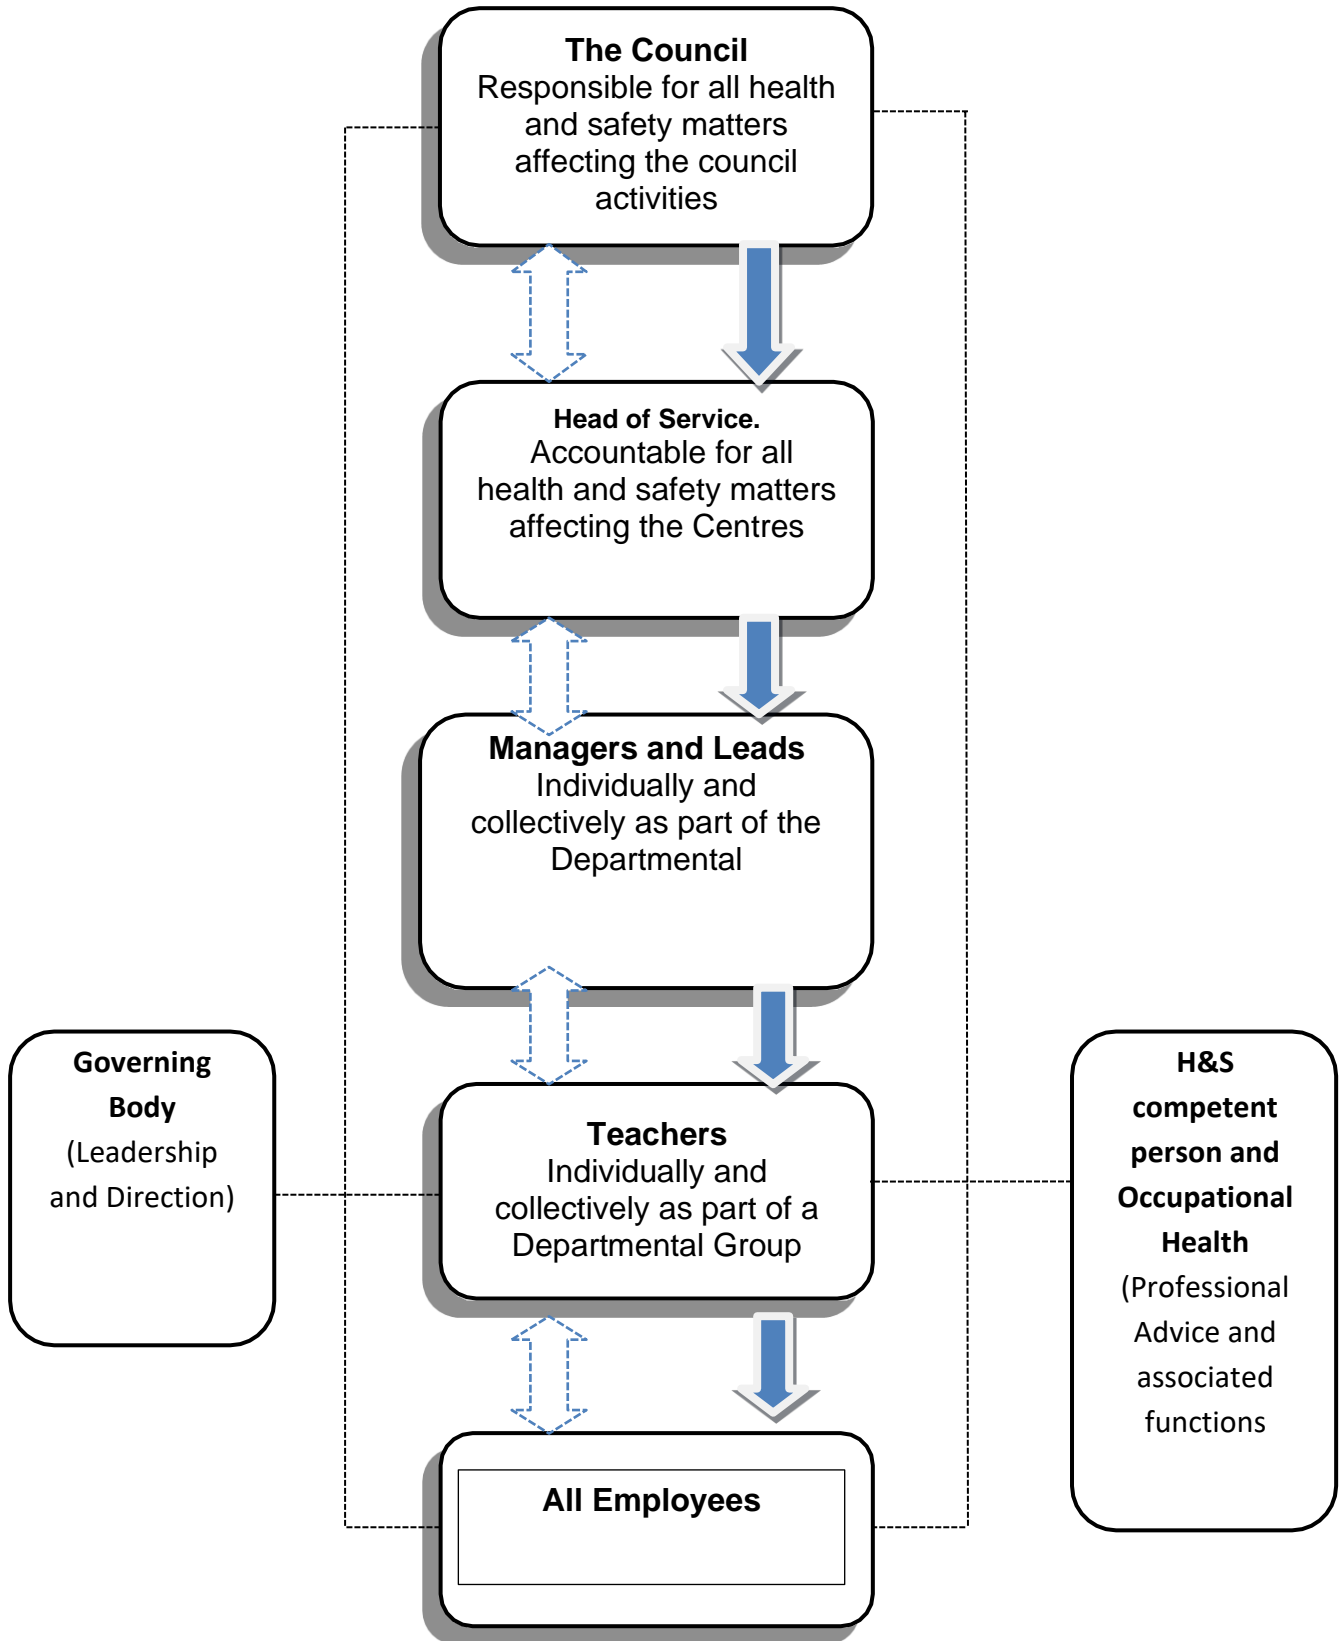 The Council
Responsible for all health
and safety matters
affecting the council
activities
Head of Service.
Accountable for all
health and safety matters
affecting the Centres
Managers and Leads
Individually and
collectively as part of the
Departmental
Governing
Body
(Leadership
and Direction)
Teachers
Individually and
collectively as part of a
Departmental Group
H&S
competent
person and
Occupational
Health
(Professional
Advice and
associated
functions
All Employees